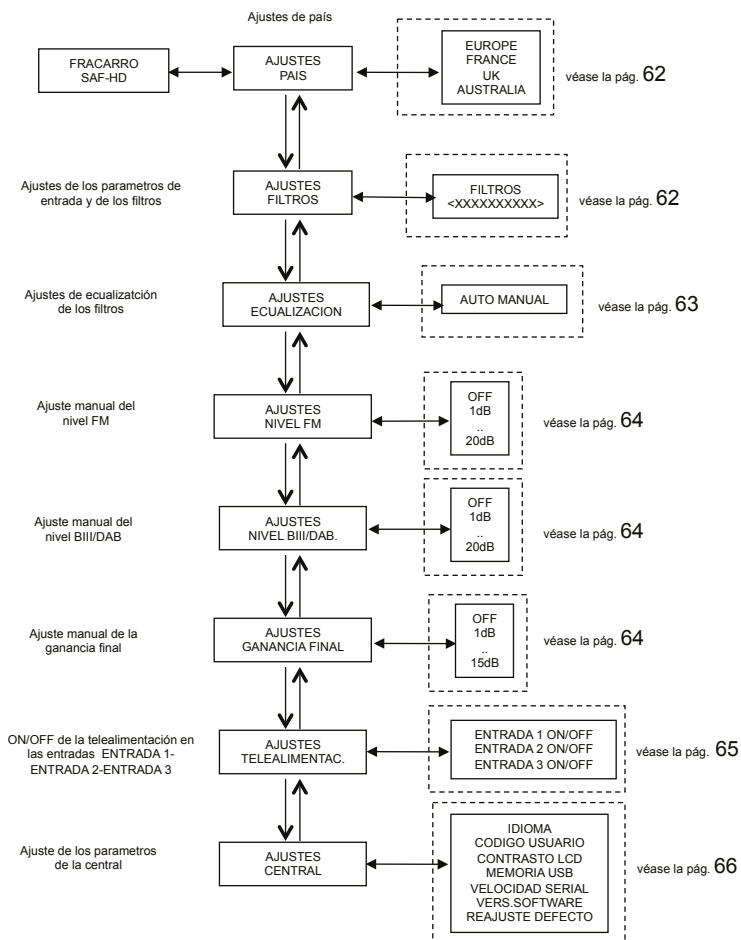 Ajustes de país
FRACARRO
SAF-HD
AJUSTES
PAIS
EUROPE
FRANCE
UK
AUSTRALIA
véase la pág. 62
Ajustes de los parametros de
entrada y de los filtros
AJUSTES
FILTROS
FILTROS
<XXXXXXXXXX>
véase la pág. 62
Ajustes de ecualizatción
de los filtros
AJUSTES
ECUALIZACION
AUTO MANUAL
véase la pág. 63
Ajuste manual del
nivel FM
AJUSTES
NIVEL FM
OFF
1dB
..
20dB
véase la pág. 64
Ajuste manual del
nivel BIII/DAB
AJUSTES
NIVEL BIII/DAB.
OFF
1dB
..
20dB
véase la pág. 64
Ajuste manual de la
ganancia final
AJUSTES
GANANCIA FINAL
OFF
1dB
..
15dB
véase la pág. 64
ON/OFF de la telealimentación en
las entradas ENTRADA 1-
ENTRADA 2-ENTRADA 3
AJUSTES
TELEALIMENTAC.
ENTRADA 1 ON/OFF
ENTRADA 2 ON/OFF
ENTRADA 3 ON/OFF
véase la pág. 65
Ajuste de los parametros
de la central
AJUSTES
CENTRAL
IDIOMA
CODIGO USUARIO
CONTRASTO LCD
MEMORIA USB
VELOCIDAD SERIAL
VERS.SOFTWARE
REAJUSTE DEFECTO
véase la pág. 66